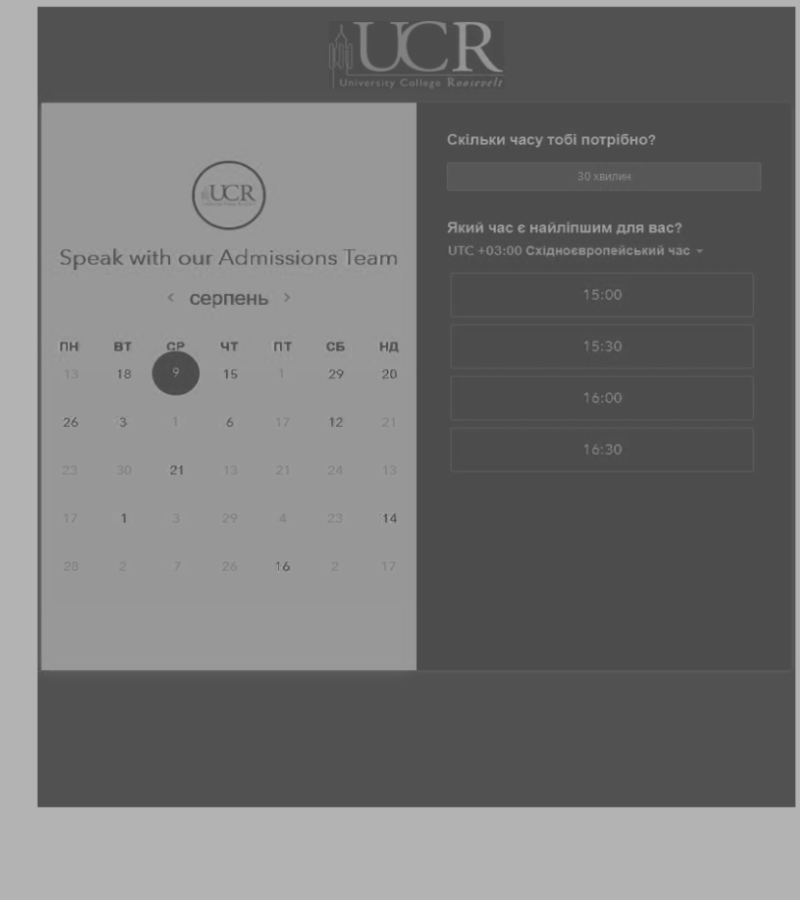 UCR
University College Roosevelt
UCR
Speak with our Admissions Team
‹ серпень ›
ПН ВТ СР ЧТ ПТ СБ НД
13 18 9 15 1 29 20
26 3 1 6 17 12 21
23 30 21 13 21 24 13
17 1 3 29 4 23 14
28 2 7 26 16 2 17
Скільки часу тобі потрібно?
30 хвилин
Який час є найліпшим для вас?
UTC +03:00 Східноєвропейський час
15:00
15:30
16:00
16:30